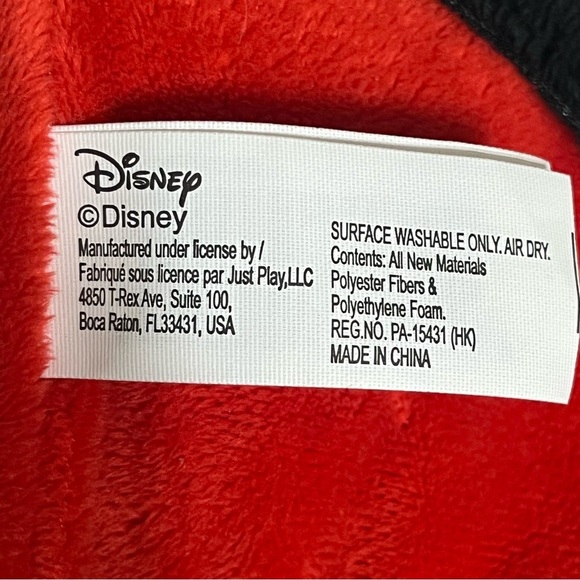 Disney
©Disney
Manufactured under license by /
Fabriqué sous licence par Just Play,LLC
4850 T-Rex Ave, Suite 100,
Boca Raton, FL33431, USA
SURFACE WASHABLE ONLY. AIR DRY.
Contents: All New Materials
Polyester Fibers &
Polyethylene Foam.
REG.NO. PA-15431 (HK)
MADE IN CHINA